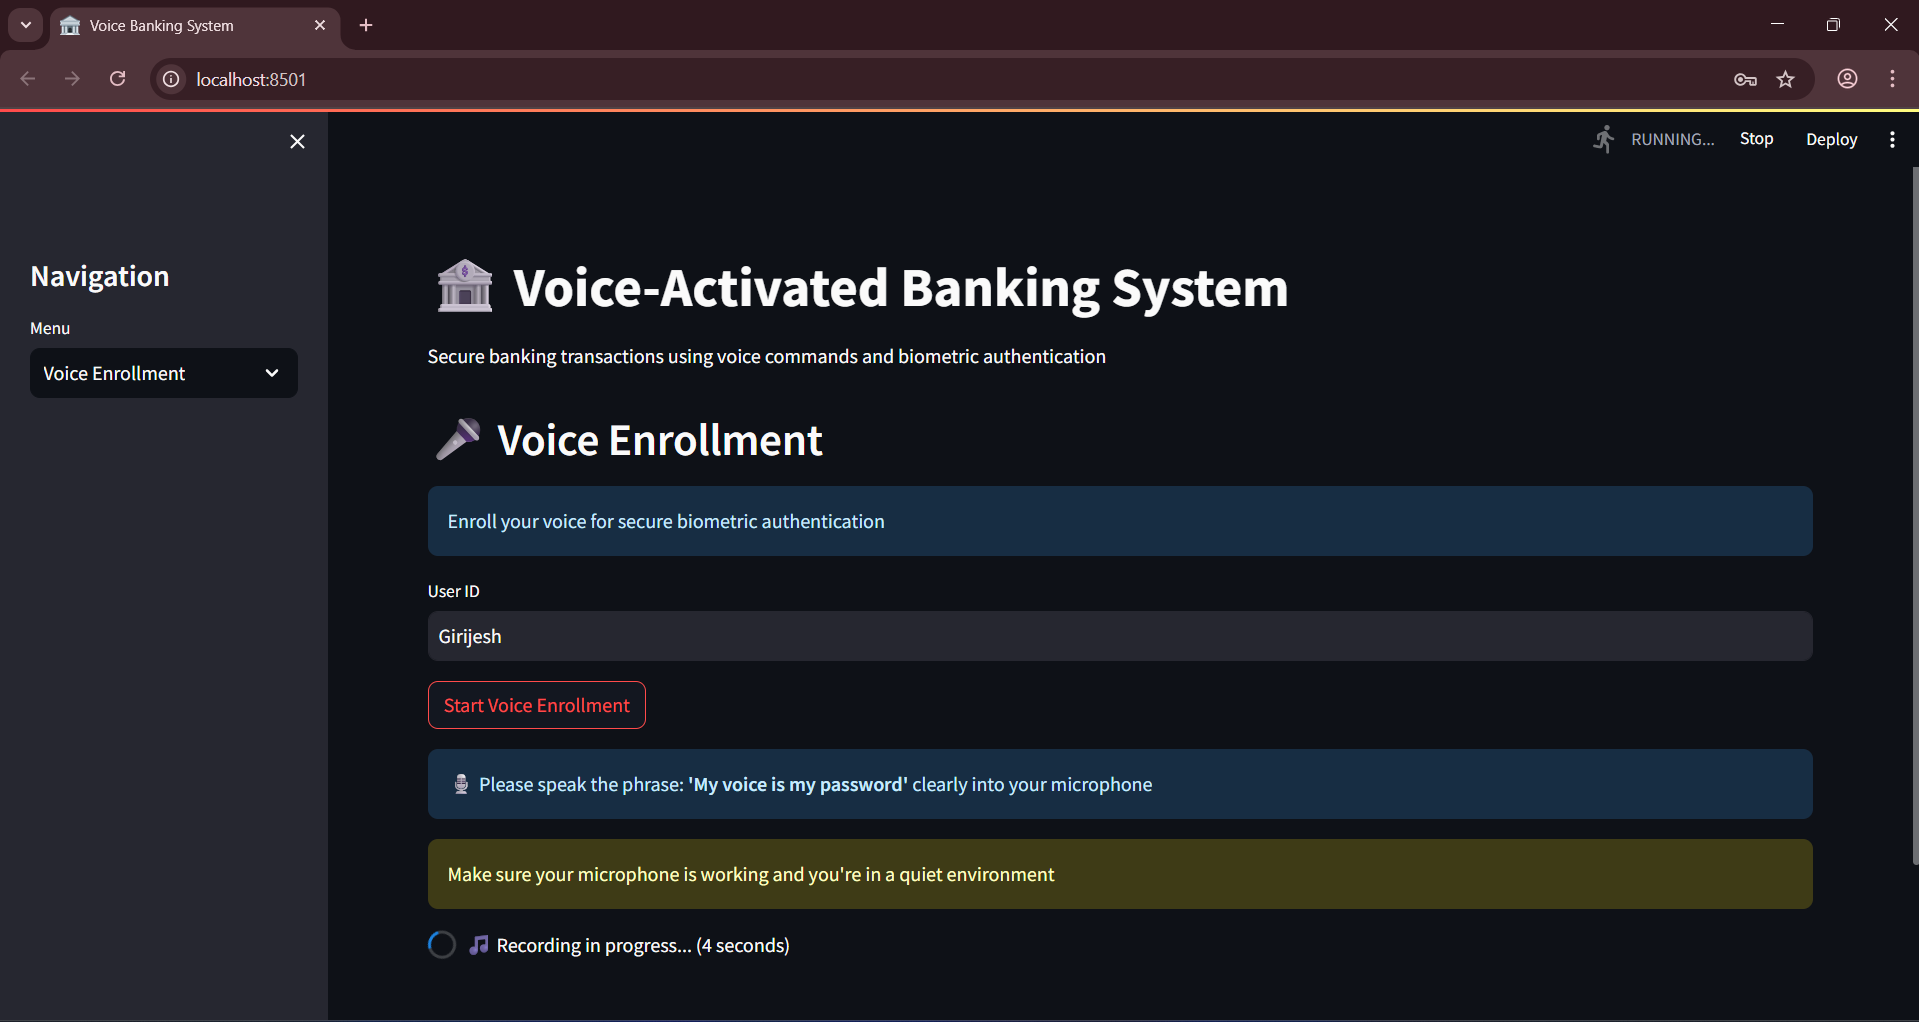 Voice Banking System
localhost:8501
RUNNING...
Stop
Deploy
Navigation
Menu
Voice Enrollment
Voice-Activated Banking System
Secure banking transactions using voice commands and biometric authentication
Voice Enrollment
Enroll your voice for secure biometric authentication
User ID
Girijesh
Start Voice Enrollment
Please speak the phrase: 'My voice is my password' clearly into your microphone
Make sure your microphone is working and you're in a quiet environment
Recording in progress... (4 seconds)